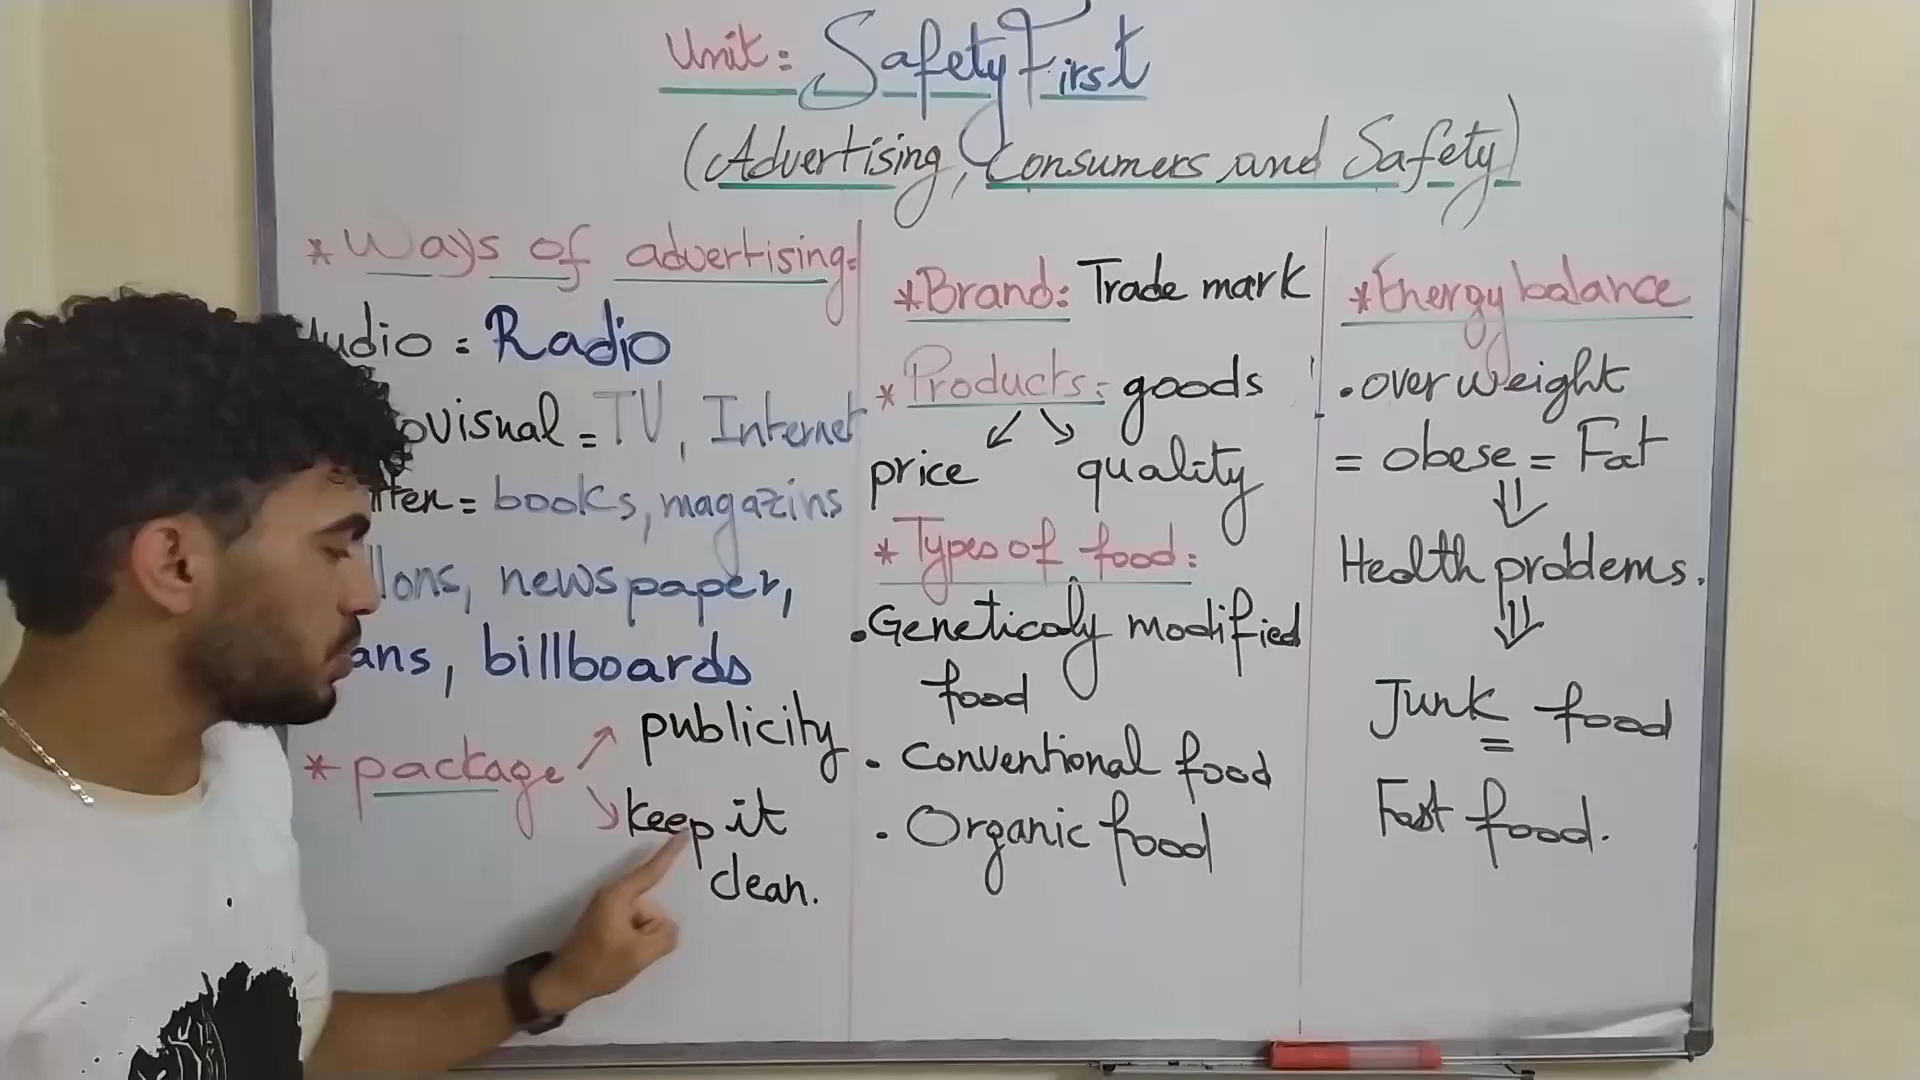 Unit: Safety First
(Advertising, Consumers and Safety)
* Ways of advertising:
udio = Radio
ovisual = TV, Internet
tten = books, magazins
llons, newspaper,
ans, billboards
* package
publicity
keep it
clean.
* Brand: Trade mark
* Products: goods
price quality
* Types of food:
. Geneticaly modified
food
. conventional food
. Organic food
* Energy balance
. over weight
= obese = Fat
Health problems.
Junk food
=
Fast food.